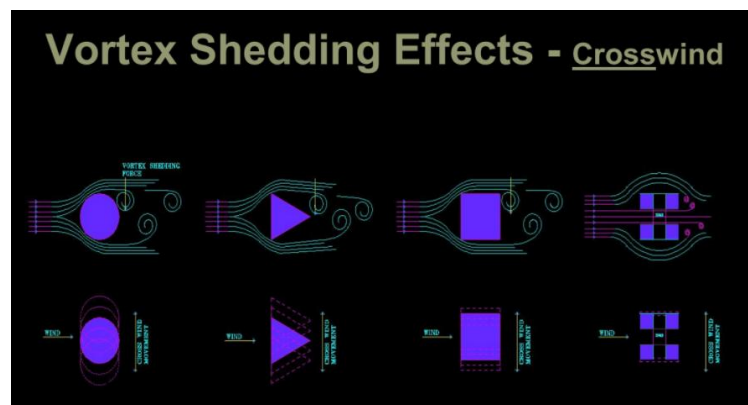 Vortex Shedding Effects - Crosswind
VORTEX SHEDDING
FORCE
WIND
CROSS WIND
MOVEMENT
WIND
CROSS WIND
MOVEMENT
WIND
CROSS WIND
MOVEMENT
WIND
CROSS WIND
MOVEMENT